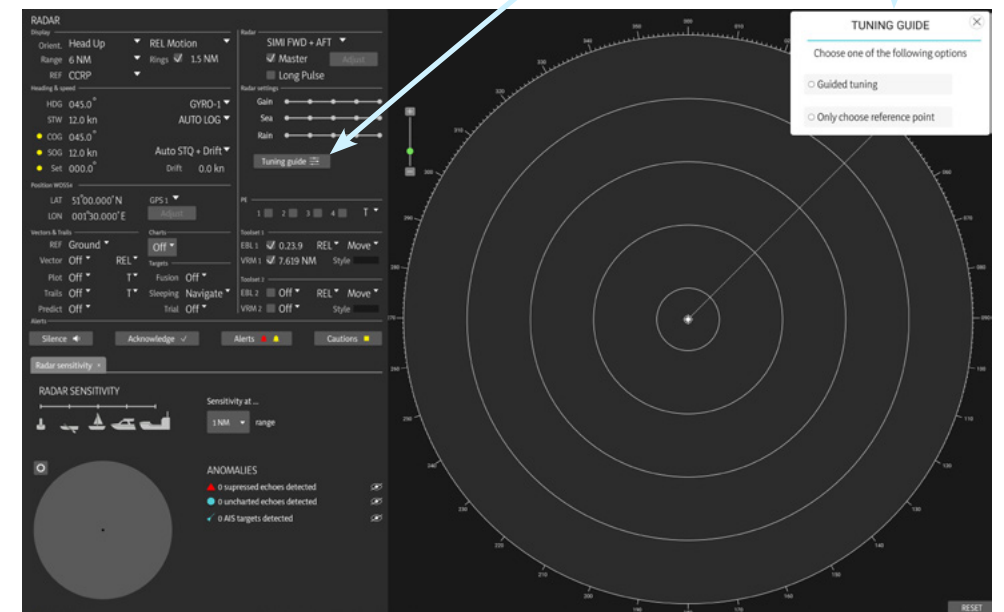 RADAR
Display
Orient. Head Up REL Motion
Range 6 NM Rings 1.5 NM
REF CCRP
Heading & speed
HDG 045.0° GYRO-1
STW 12.0 kn AUTO LOG
COG 045.0°
SOG 12.0 kn Auto STQ + Drift
Set 000.0° Drift 0.0 kn
LAT 51°00.000'N GPS 1
LON 001°30.000'E Adjust
Vectors & Trails
REF Ground
Vector Off REL
Plot Off T
Trails Off T
Predict Off
Charts
Off
Targets
Fusion Off
Sleeping Navigate
Trial Off
Radar
SIMI FWD + AFT
Master Adjust
Long Pulse
Radar settings
Gain
Sea
Rain
Tuning guide
PE
1 2 3 4 T
Toolset 1
EBL 1 0.23.9 REL Move
VRM 1 7.619 NM Style
Toolset 2
EBL 2 Off REL Move
VRM 2 Off Style
Alerts
Silence Acknowledge ✓ Alerts Cautions
Radar sensitivity ×
RADAR SENSITIVITY
Sensitivity at ...
1 NM range
ANOMALIES
0 supressed echoes detected
0 uncharted echoes detected
0 AIS targets detected
TUNING GUIDE
Choose one of the following options
Guided tuning
Only choose reference point
RESET